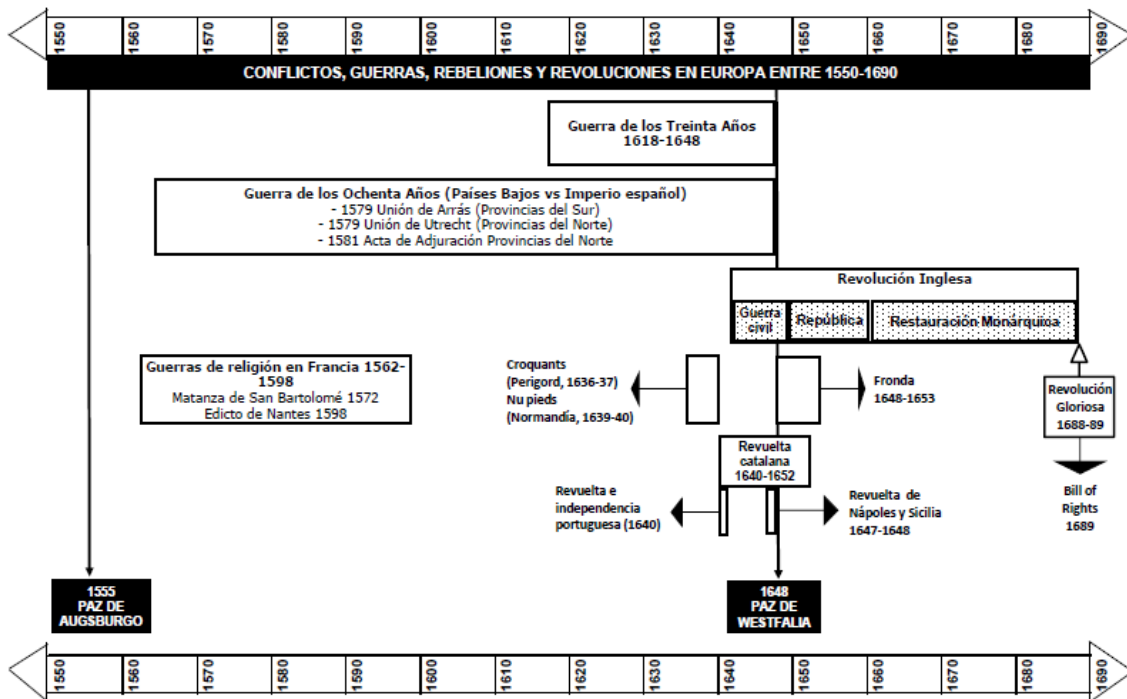 1550 1560 1570 1580 1590 1600 1610 1620 1630 1640 1650 1660 1670 1680 1690
CONFLICTOS, GUERRAS, REBELIONES Y REVOLUCIONES EN EUROPA ENTRE 1550-1690
Guerra de los Treinta Años
1618-1648
Guerra de los Ochenta Años (Países Bajos vs Imperio español)
- 1579 Unión de Arrás (Provincias del Sur)
- 1579 Unión de Utrecht (Provincias del Norte)
- 1581 Acta de Adjuración Provincias del Norte
Revolución Inglesa
Guerra
civil
República
Restauración Monárquica
Guerras de religión en Francia 1562-
1598
Matanza de San Bartolomé 1572
Edicto de Nantes 1598
Croquants
(Perigord, 1636-37)
Nu pieds
(Normandía, 1639-40)
Fronda
1648-1653
Revolución
Gloriosa
1688-89
Revuelta
catalana
1640-1652
Revuelta e
independencia
portuguesa (1640)
Revuelta de
Nápoles y Sicilia
1647-1648
Bill of
Rights
1689
1555
PAZ DE
AUGSBURGO
1648
PAZ DE
WESTFALIA
1550 1560 1570 1580 1590 1600 1610 1620 1630 1640 1650 1660 1670 1680 1690